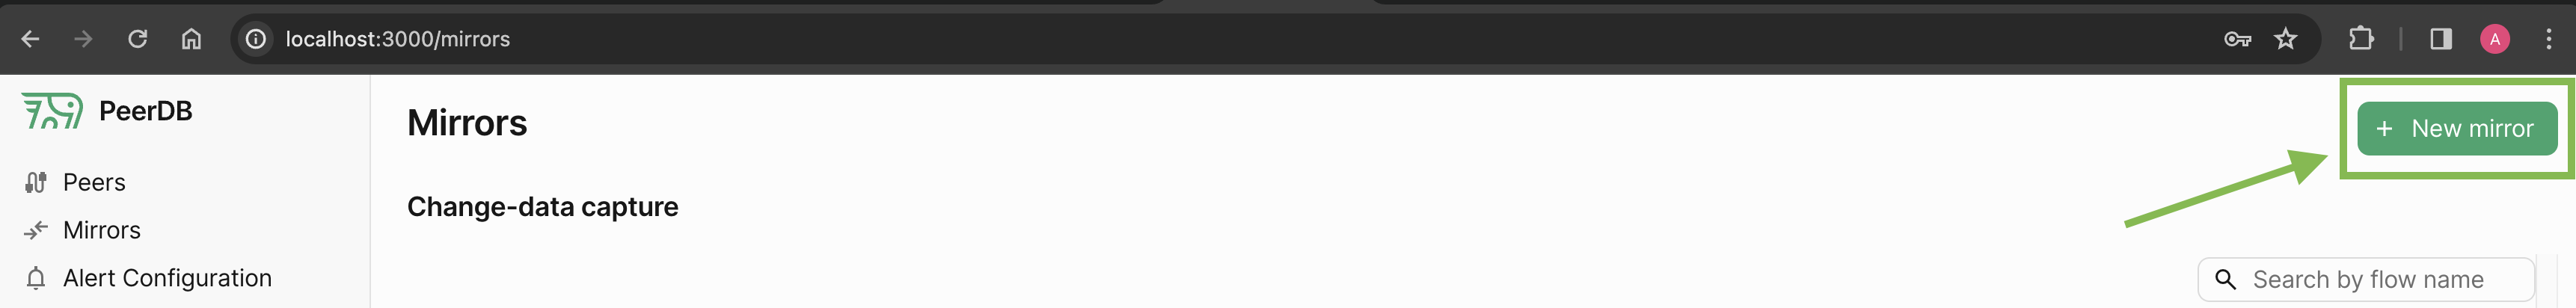 localhost:3000/mirrors
A
PeerDB
Mirrors
+ New mirror
Peers
Change-data capture
Mirrors
Alert Configuration
Search by flow name